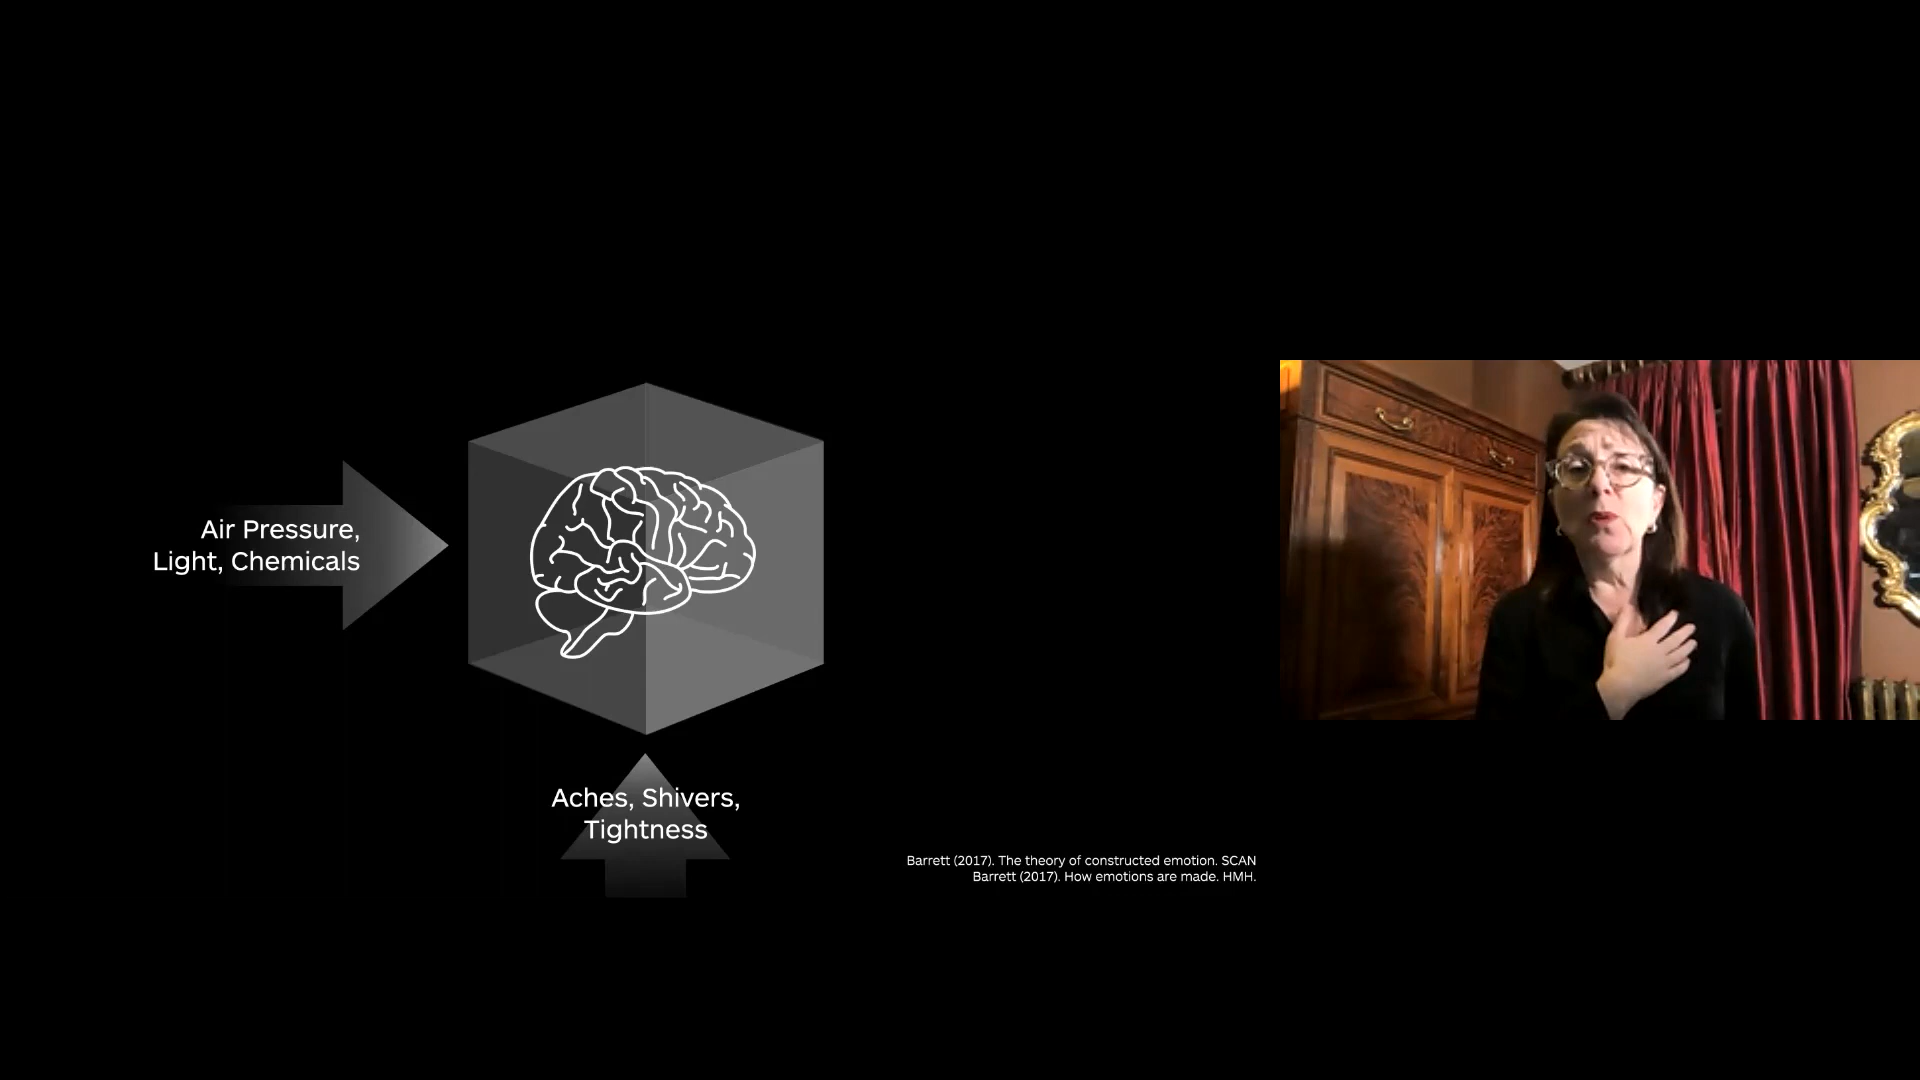 Air Pressure,
Light, Chemicals
Aches, Shivers,
Tightness
Barrett (2017). The theory of constructed emotion. SCAN
Barrett (2017). How emotions are made. HMH.